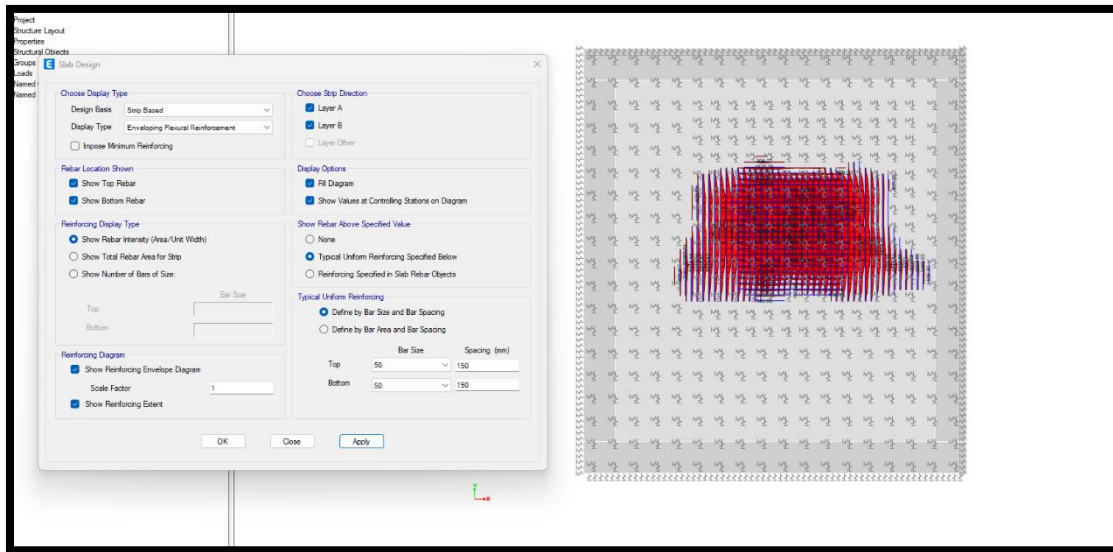 Project
Structure Layout
Properties
Structural Objects
Groups
Loads
Named
Named
E Slab Design
Choose Display Type
Design Basis Strip Based
Display Type Enveloping Flexural Reinforcement
Impose Minimum Reinforcing
Rebar Location Shown
Show Top Rebar
Show Bottom Rebar
Reinforcing Display Type
Show Rebar Intensity (Area/Unit Width)
Show Total Rebar Area for Strip
Show Number of Bars of Size:
Bar Size
Top
Bottom
Reinforcing Diagram
Show Reinforcing Envelope Diagram
Scale Factor 1
Show Reinforcing Extent
Choose Strip Direction
Layer A
Layer B
Layer Other
Display Options
Fill Diagram
Show Values at Controlling Stations on Diagram
Show Rebar Above Specified Value
None
Typical Uniform Reinforcing Specified Below
Reinforcing Specified in Slab Rebar Objects
Typical Uniform Reinforcing
Define by Bar Size and Bar Spacing
Define by Bar Area and Bar Spacing
Bar Size Spacing (mm)
Top 50 150
Bottom 50 150
OK Close Apply